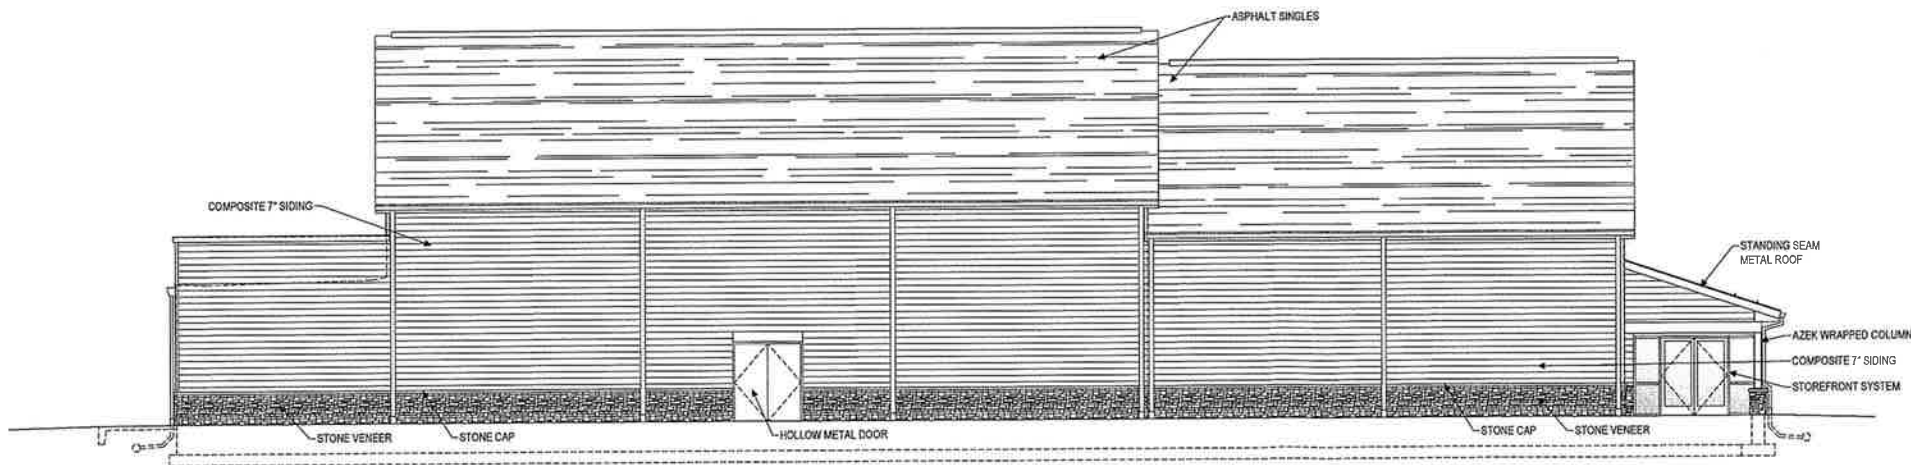 ASPHALT SINGLES
COMPOSITE 7" SIDING
STANDING SEAM
METAL ROOF
AZEK WRAPPED COLUMN
COMPOSITE 7" SIDING
STOREFRONT SYSTEM
STONE VENEER
STONE CAP
HOLLOW METAL DOOR
STONE CAP
STONE VENEER